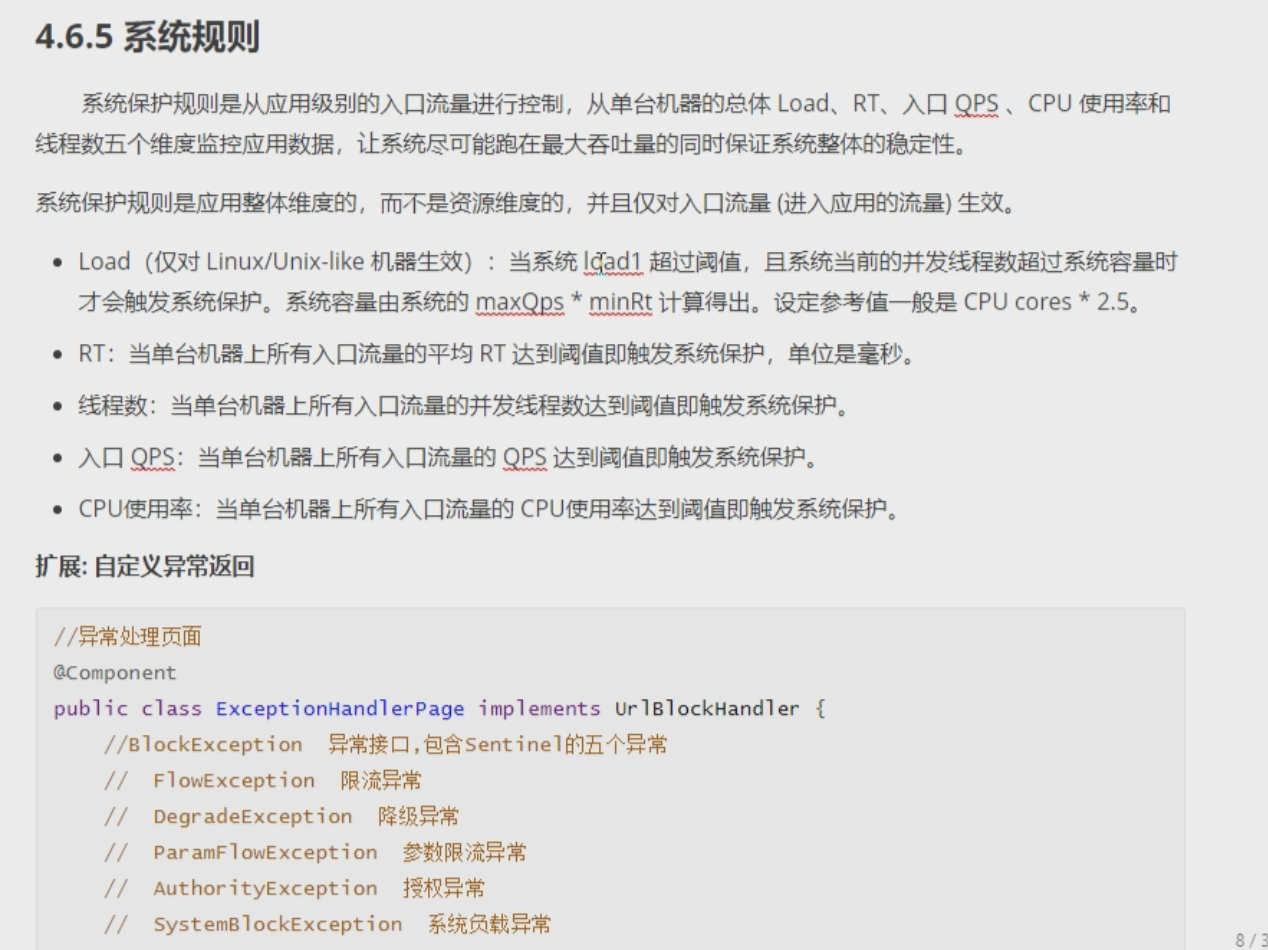 4.6.5 系统规则
系统保护规则是从应用级别的入口流量进行控制，从单台机器的总体 Load、RT、入口 QPS 、CPU 使用率和
线程数五个维度监控应用数据，让系统尽可能跑在最大吞吐量的同时保证系统整体的稳定性。
系统保护规则是应用整体维度的，而不是资源维度的，并且仅对入口流量 (进入应用的流量) 生效。
• Load（仅对 Linux/Unix-like 机器生效）：当系统 load1 超过阈值，且系统当前的并发线程数超过系统容量时
才会触发系统保护。系统容量由系统的 maxQps * minRt 计算得出。设定参考值一般是 CPU cores * 2.5。
• RT：当单台机器上所有入口流量的平均 RT 达到阈值即触发系统保护，单位是毫秒。
• 线程数：当单台机器上所有入口流量的并发线程数达到阈值即触发系统保护。
• 入口 QPS：当单台机器上所有入口流量的 QPS 达到阈值即触发系统保护。
• CPU使用率：当单台机器上所有入口流量的 CPU使用率达到阈值即触发系统保护。
扩展: 自定义异常返回
//异常处理页面
@Component
public class ExceptionHandlerPage implements UrlBlockHandler {
//BlockException 异常接口,包含Sentinel的五个异常
// FlowException 限流异常
// DegradeException 降级异常
// ParamFlowException 参数限流异常
// AuthorityException 授权异常
// SystemBlockException 系统负载异常
8 / 3